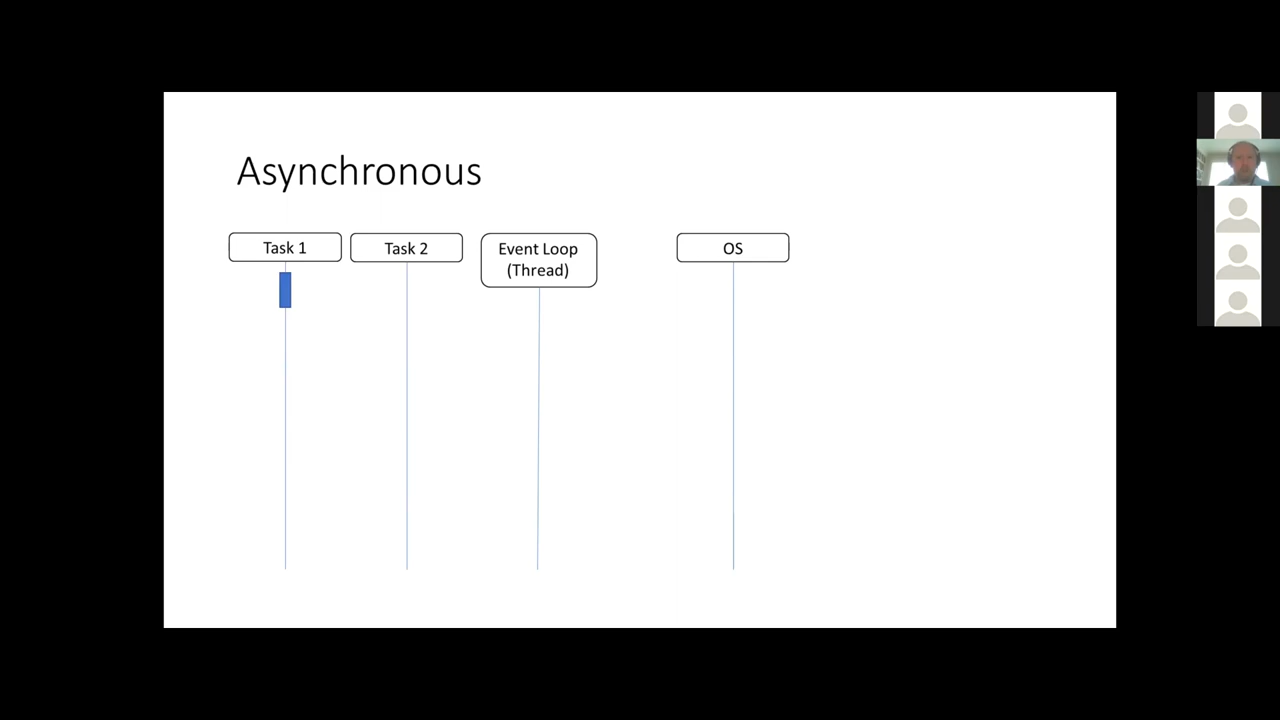 Asynchronous
Task 1
Task 2
Event Loop
(Thread)
OS